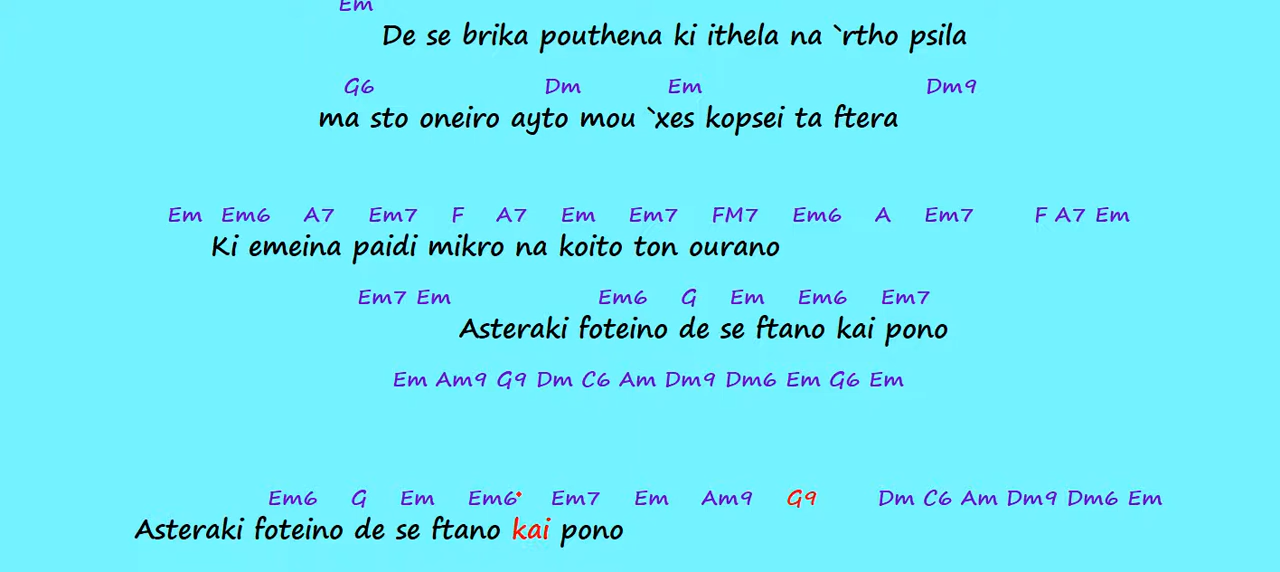 Em
De se brika pouthena ki ithela na `rtho psila
G6 Dm Em Dm9
ma sto oneiro ayto mou `xes kopsei ta ftera
Em Em6 A7 Em7 F A7 Em Em7 FM7 Em6 A Em7 F A7 Em
Ki emeina paidi mikro na koito ton ourano
Em7 Em Em6 G Em Em6 Em7
Asteraki foteino de se ftano kai pono
Em Am9 G9 Dm C6 Am Dm9 Dm6 Em G6 Em
Em6 G Em Em6 Em7 Em Am9 G9 Dm C6 Am Dm9 Dm6 Em
Asteraki foteino de se ftano kai pono